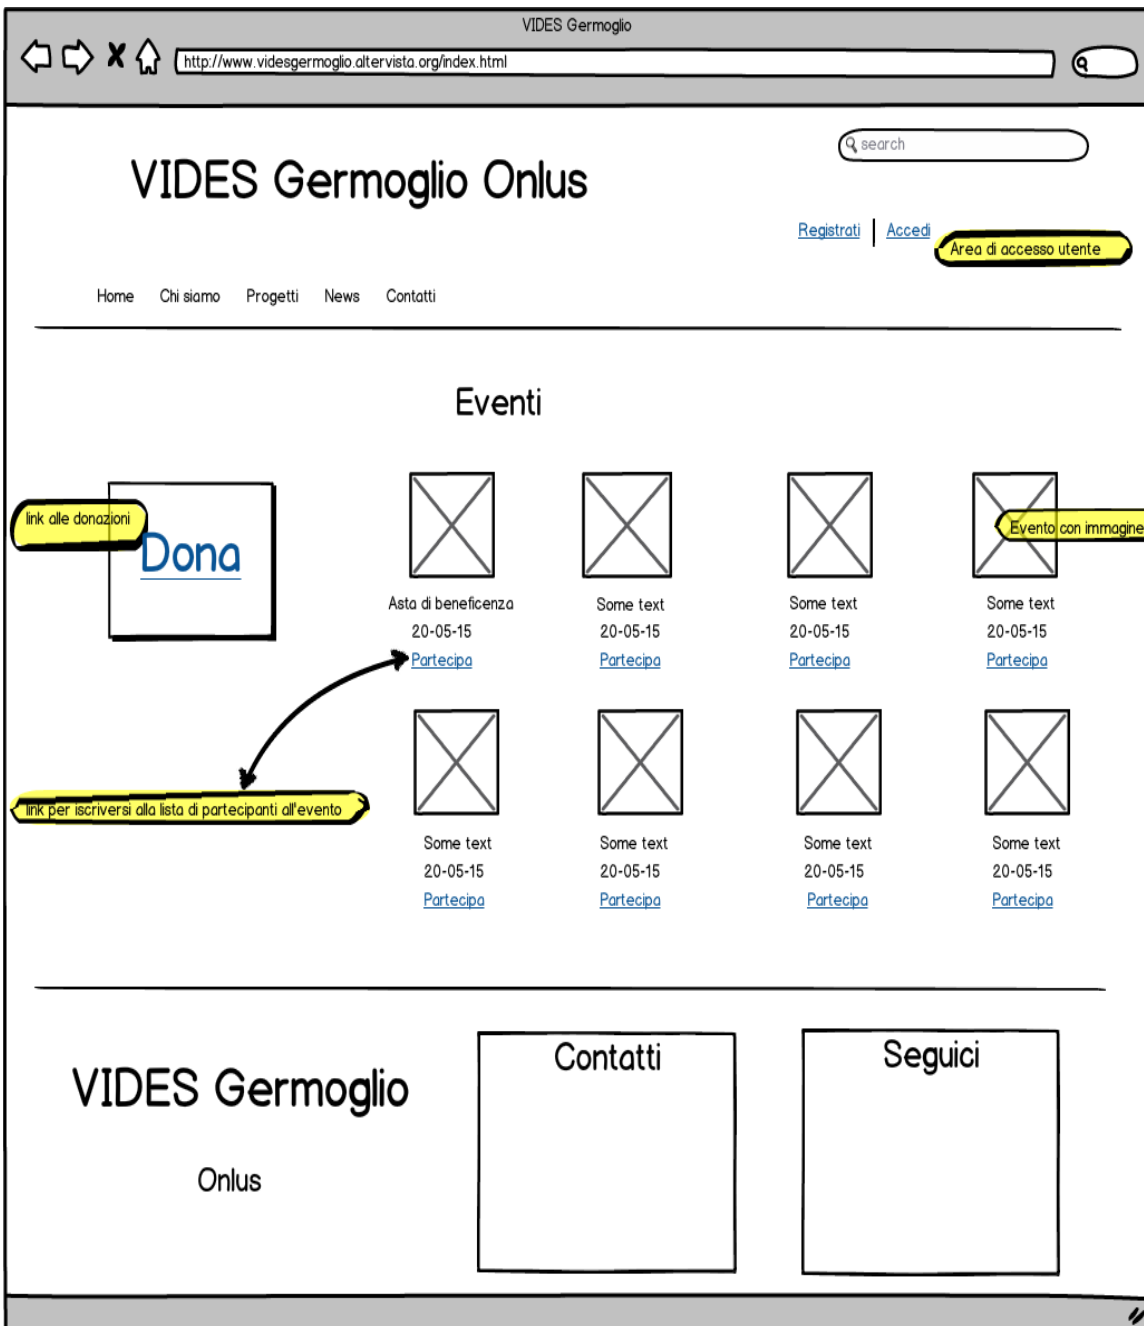 VIDES Germoglio
http://www.videsgermoglio.altervista.org/index.html
search
VIDES Germoglio Onlus
Registrati Accedi
Area di accesso utente
Home Chi siamo Progetti News Contatti
Eventi
link alle donazioni
Dona
Evento con immagine
Asta di beneficenza Some text Some text Some text
20-05-15 20-05-15 20-05-15 20-05-15
Partecipa Partecipa Partecipa Partecipa
link per iscriversi alla lista di partecipanti all'evento
Some text Some text Some text Some text
20-05-15 20-05-15 20-05-15 20-05-15
Partecipa Partecipa Partecipa Partecipa
VIDES Germoglio
Onlus
Contatti
Seguici